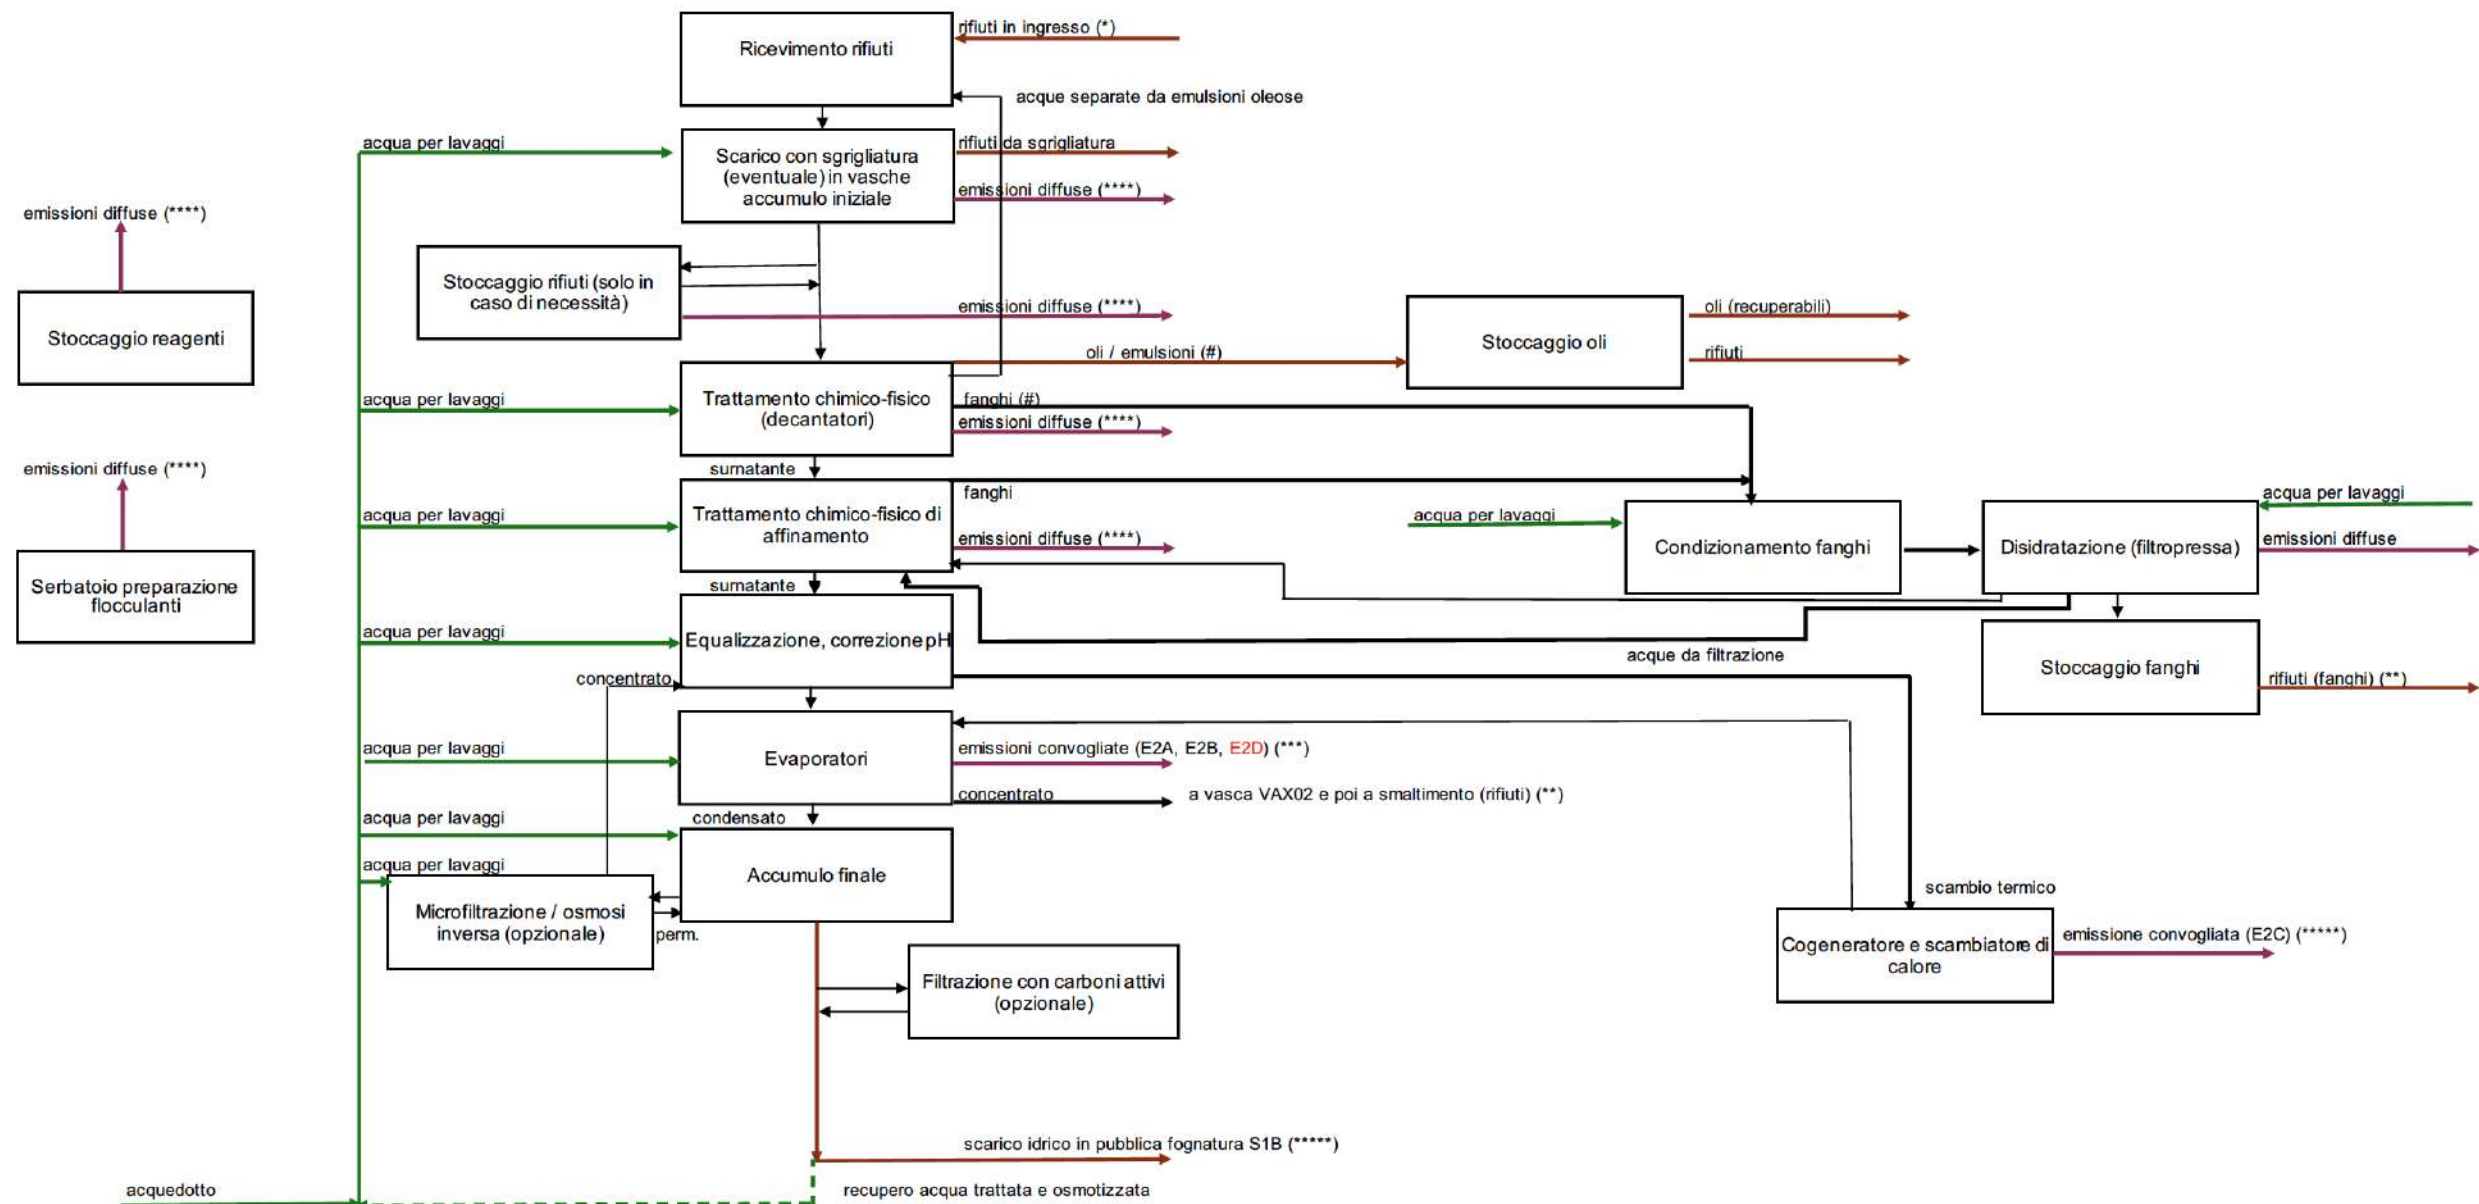 rifiuti in ingresso (*)
Ricevimento rifiuti
acque separate da emulsioni oleose
acqua per lavaggi
Scarico con sgrigliatura
(eventuale) in vasche
accumulo iniziale
rifiuti da sgrigliatura
emissioni diffuse (****)
emissioni diffuse (****)
Stoccaggio reagenti
Stoccaggio rifiuti (solo in
caso di necessità)
emissioni diffuse (****)
Stoccaggio oli
oli (recuperabili)
rifiuti
oli / emulsioni (#)
acqua per lavaggi
Trattamento chimico-fisico
(decantatori)
fanghi (#)
emissioni diffuse (****)
surnatante
emissioni diffuse (****)
Serbatoio preparazione
flocculanti
acqua per lavaggi
Trattamento chimico-fisico di
affinamento
fanghi
emissioni diffuse (****)
surnatante
acqua per lavaggi
Condizionamento fanghi
Disidratazione (filtropressa)
acqua per lavaggi
emissioni diffuse
acqua per lavaggi
Equalizzazione, correzione pH
acque da filtrazione
Stoccaggio fanghi
rifiuti (fanghi) (**)
concentrato
acqua per lavaggi
Evaporatori
emissioni convogliate (E2A, E2B, E2D) (***)
concentrato
a vasca VAX02 e poi a smaltimento (rifiuti) (**)
condensato
acqua per lavaggi
acqua per lavaggi
Accumulo finale
Microfiltrazione / osmosi
inversa (opzionale)
perm.
scambio termico
Cogeneratore e scambiatore di
calore
emissione convogliata (E2C) (*****)
Filtrazione con carboni attivi
(opzionale)
scarico idrico in pubblica fognatura S1B (*****)
acquedotto
recupero acqua trattata e osmotizzata